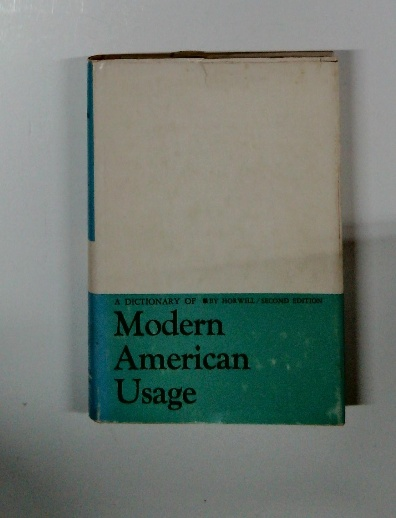 A DICTIONARY OF BY HORWILL/SECOND EDITION
Modern
American
Usage